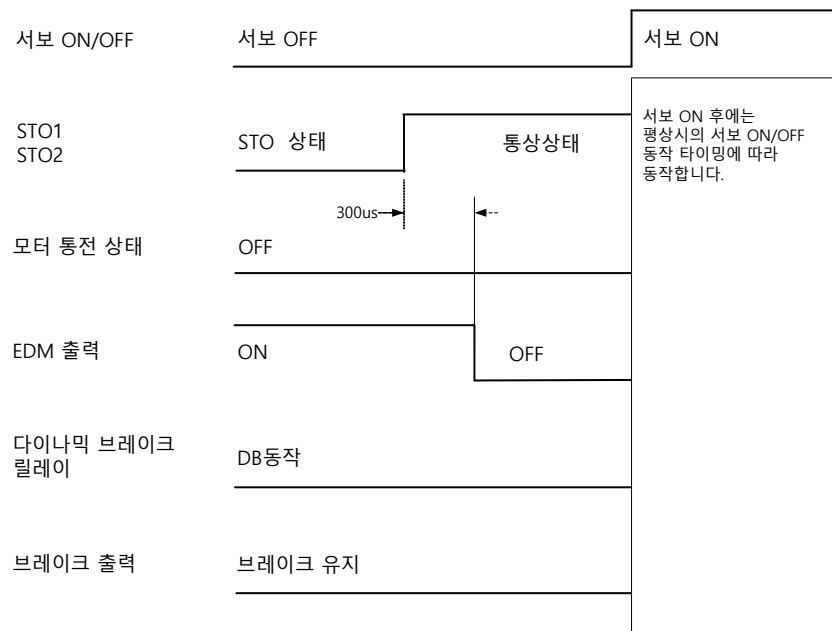 서보 ON/OFF
서보 OFF
서보 ON
STO1
STO2
STO 상태
통상상태
서보 ON 후에는
평상시의 서보 ON/OFF
동작 타이밍에 따라
동작합니다.
300us
모터 통전 상태
OFF
EDM 출력
ON
OFF
다이나믹 브레이크
릴레이
DB동작
브레이크 출력
브레이크 유지